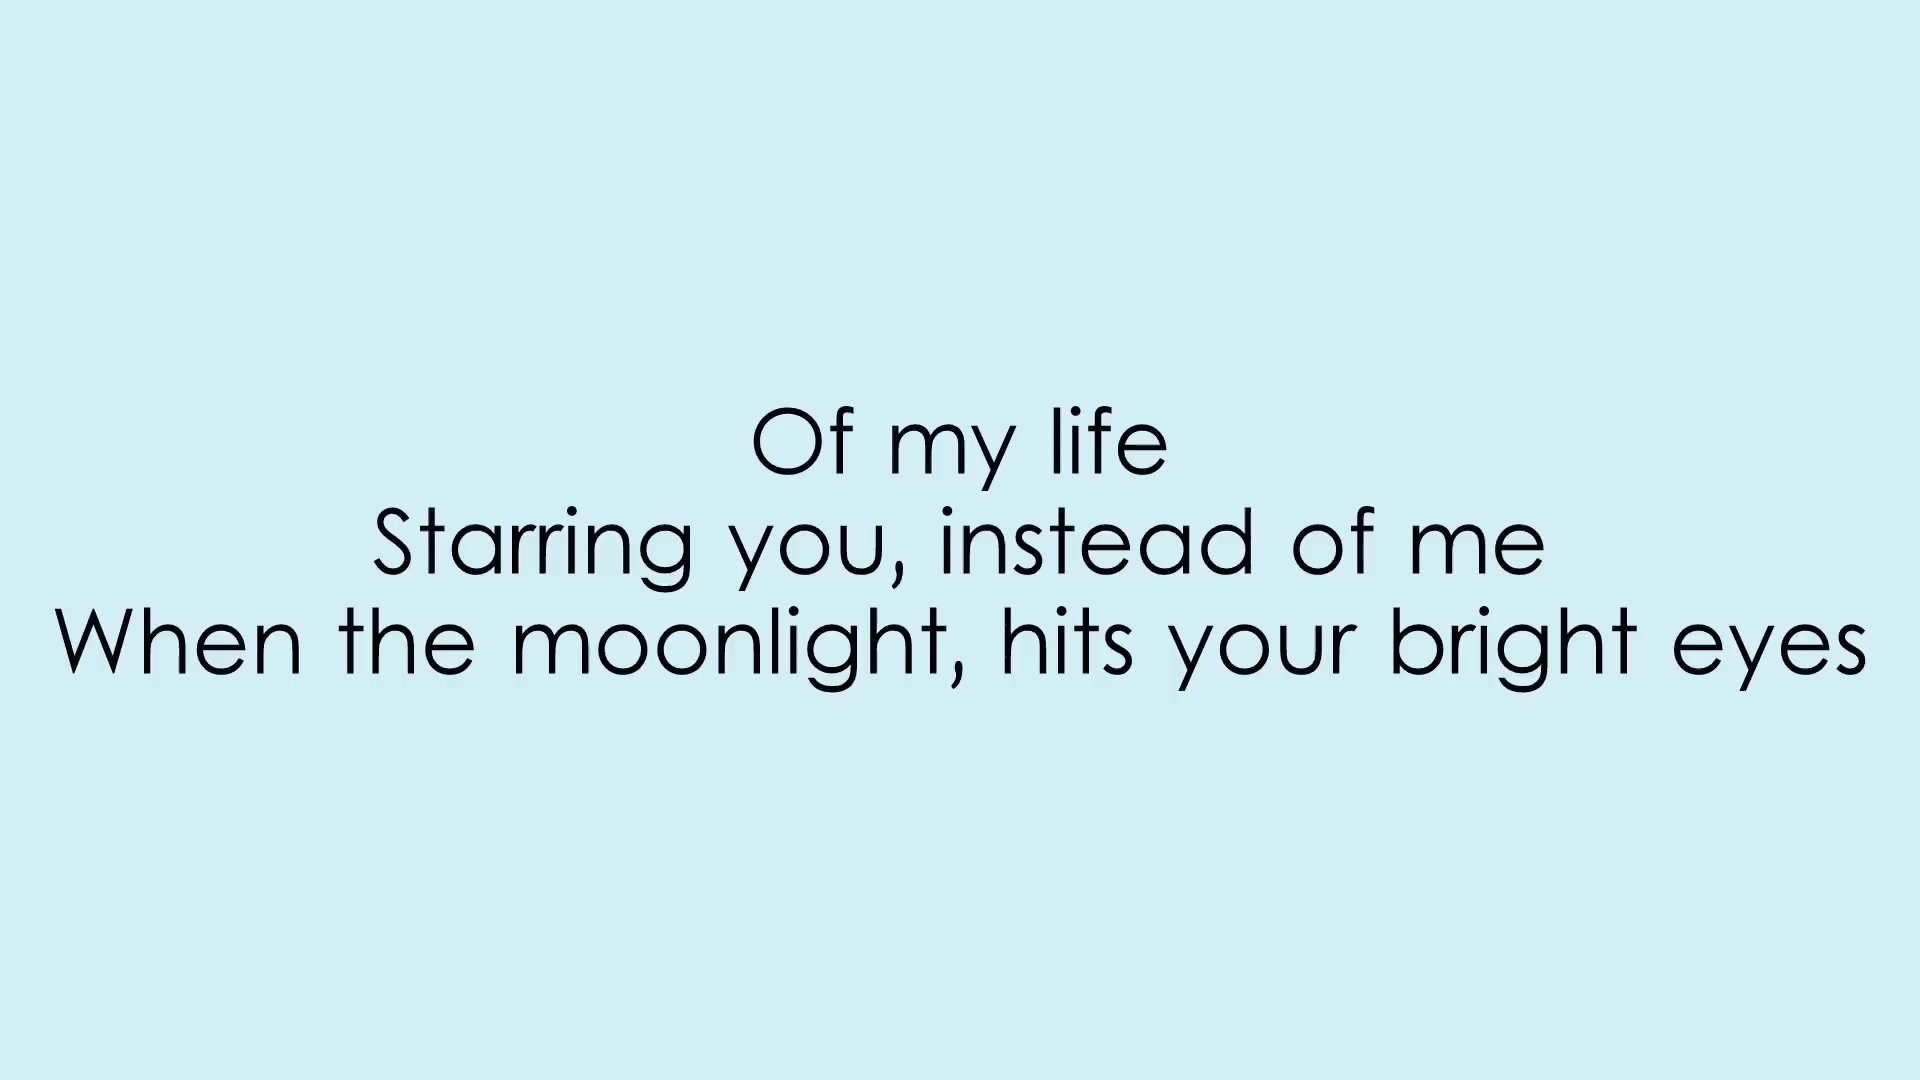 Of my life
Starring you, instead of me
When the moonlight, hits your bright eyes